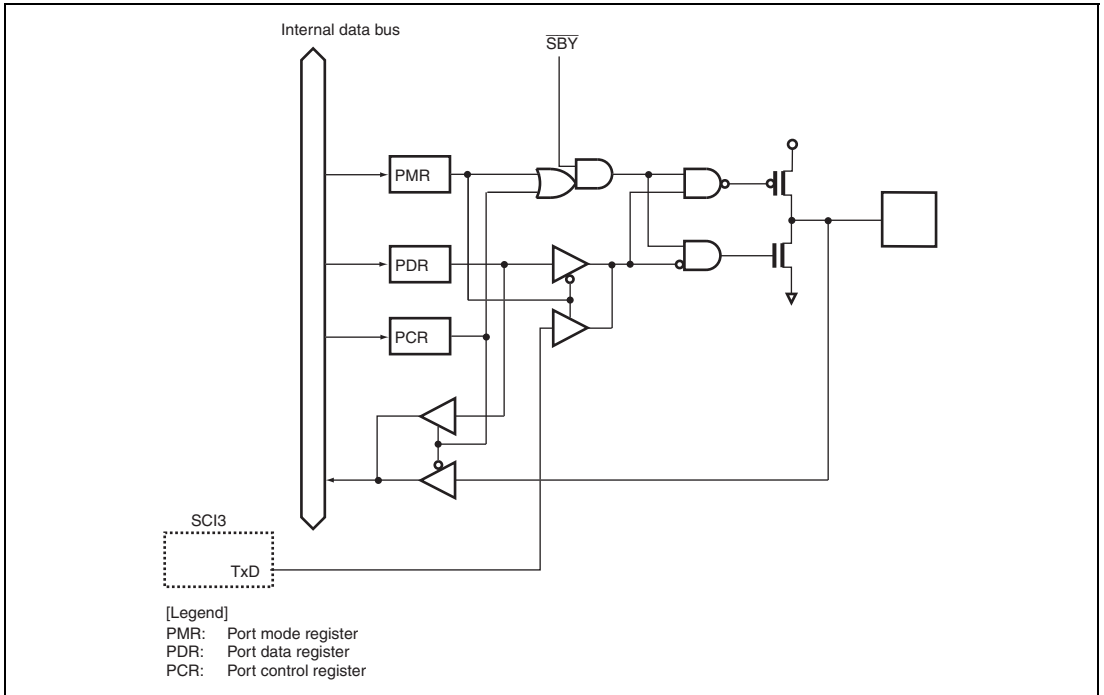 Internal data bus
SBY
PMR
PDR
PCR
SCI3
TxD
[Legend]
PMR: Port mode register
PDR: Port data register
PCR: Port control register